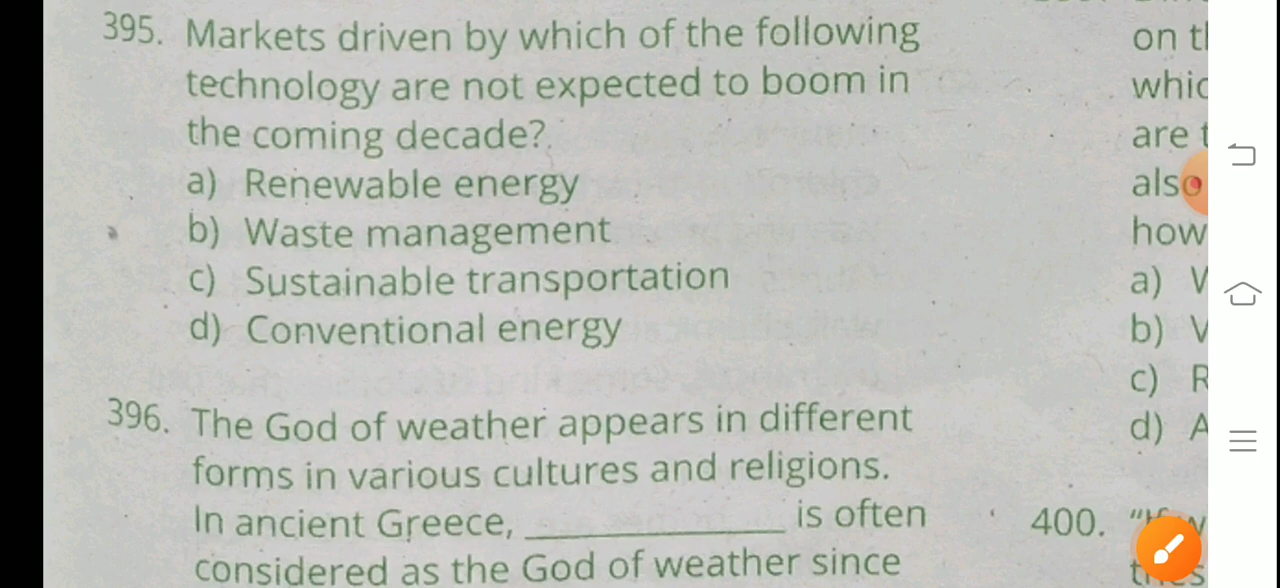 395. Markets driven by which of the following
technology are not expected to boom in
the coming decade?
a) Renewable energy
b) Waste management
c) Sustainable transportation
d) Conventional energy
396. The God of weather appears in different
forms in various cultures and religions.
In ancient Greece, ____________ is often
considered as the God of weather since
on
are
also
how
a)
b)
c)
d)
400.